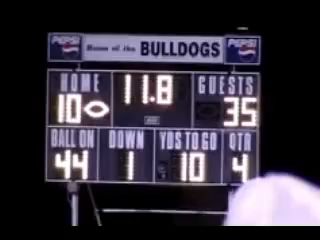 PEPSI Home of the BULLDOGS PEPSI
HOME 11.8 GUESTS
10 35
BALL ON DOWN YDS TO GO QTR
44 1 10 4